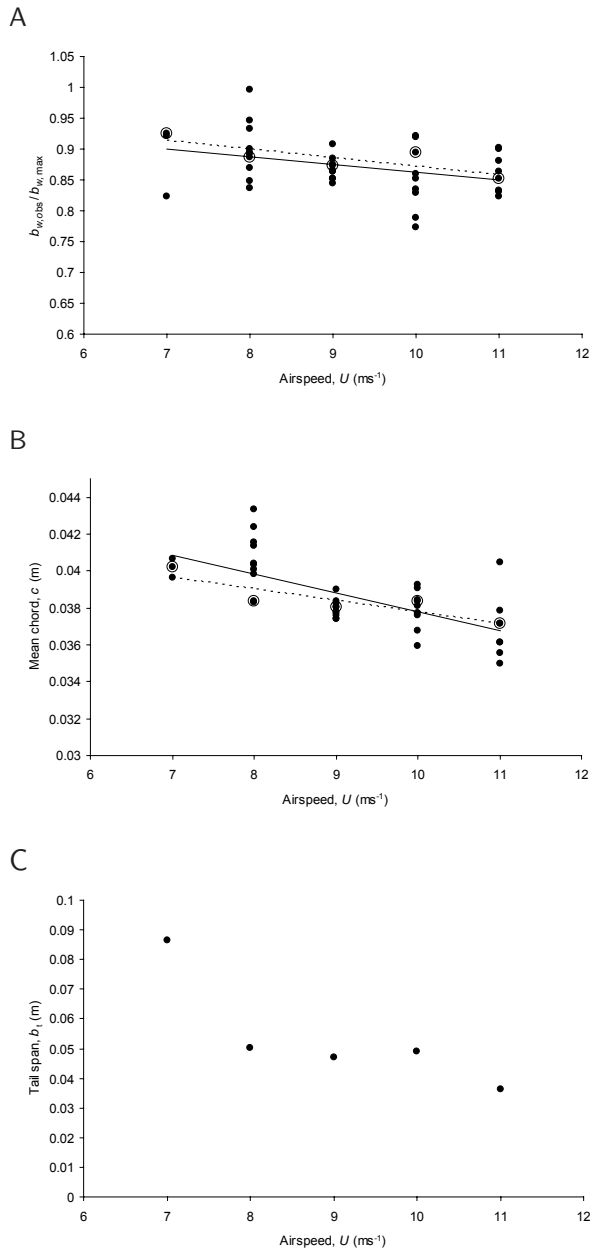 A
1.05
1
0.95
0.9
0.85
0.8
0.75
0.7
0.65
0.6
b_w,obs / b_w,max
6 7 8 9 10 11 12
Airspeed, U (ms⁻¹)
B
0.044
0.042
0.04
0.038
0.036
0.034
0.032
0.03
Mean chord, c (m)
6 7 8 9 10 11 12
Airspeed, U (ms⁻¹)
C
0.1
0.09
0.08
0.07
0.06
0.05
0.04
0.03
0.02
0.01
0
Tail span, b_t (m)
6 7 8 9 10 11 12
Airspeed, U (ms⁻¹)